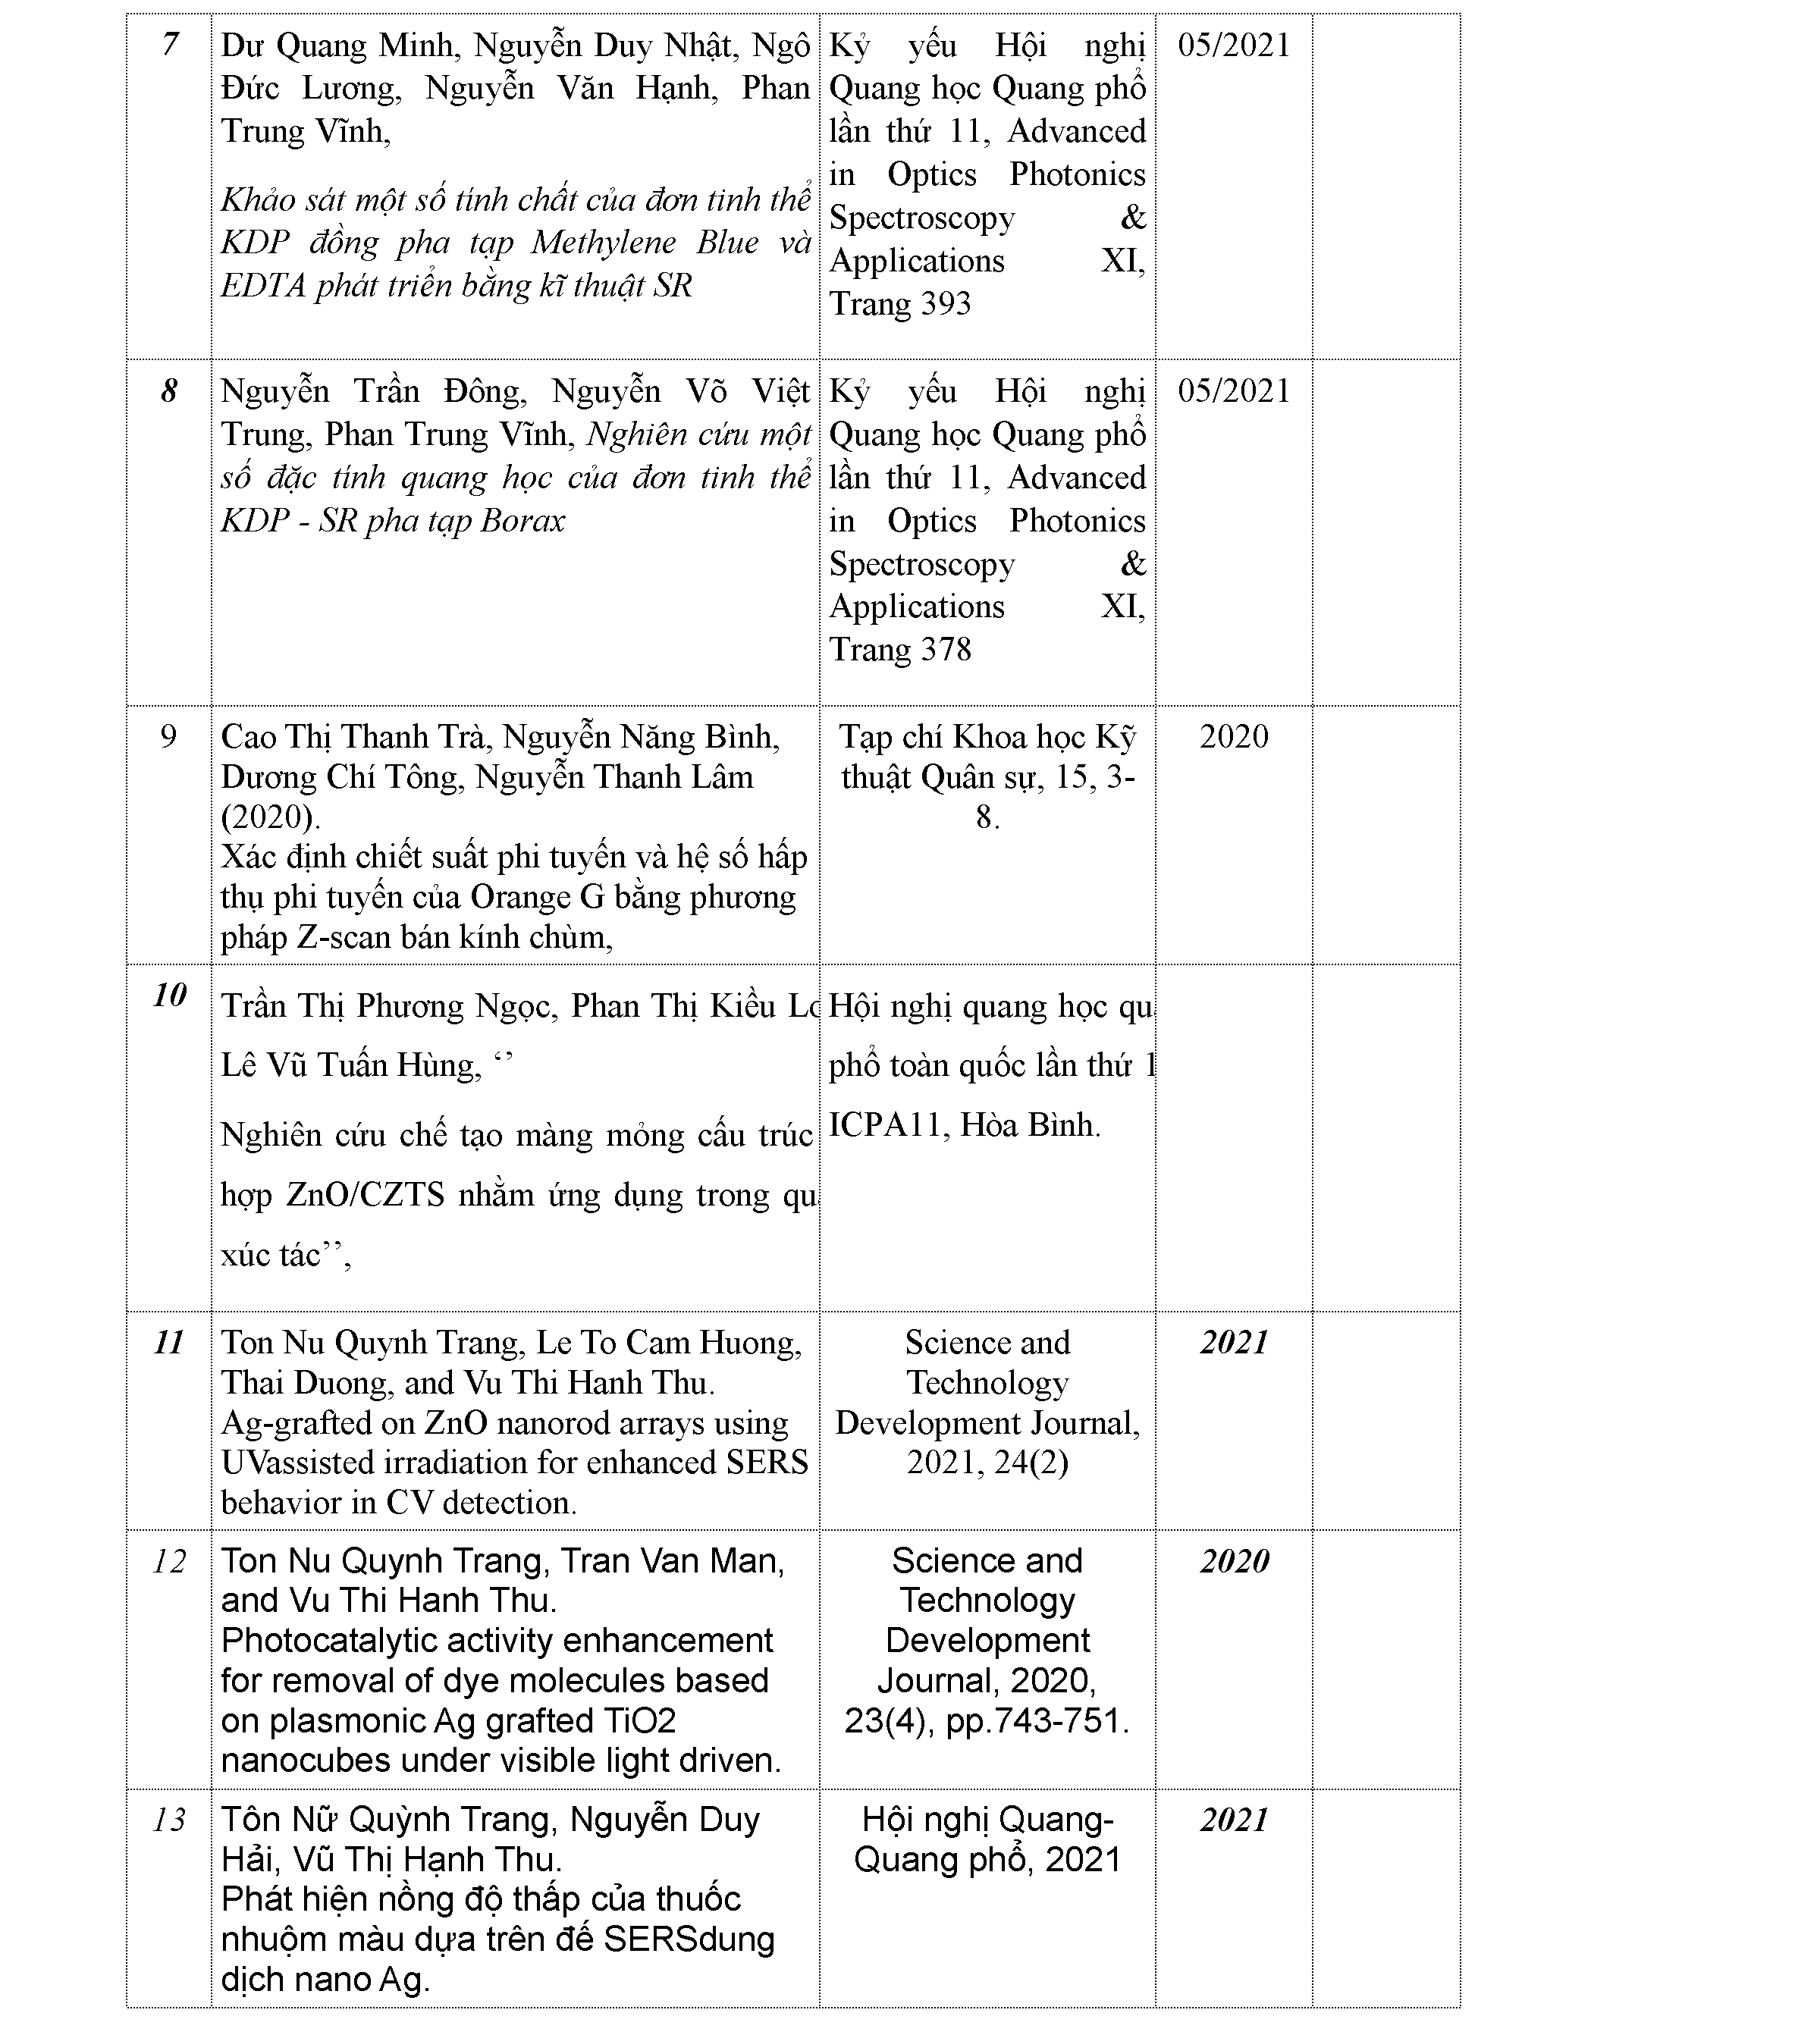 7
Dư Quang Minh, Nguyễn Duy Nhật, Ngô
Đức Lương, Nguyễn Văn Hạnh, Phan
Trung Vĩnh,
Khảo sát một số tính chất của đơn tinh thể
KDP đồng pha tạp Methylene Blue và
EDTA phát triển bằng kĩ thuật SR
Kỷ yếu Hội nghị
Quang học Quang phổ
lần thứ 11, Advanced
in Optics Photonics
Spectroscopy &
Applications XI,
Trang 393
05/2021
8
Nguyễn Trần Đông, Nguyễn Võ Việt
Trung, Phan Trung Vĩnh, Nghiên cứu một
số đặc tính quang học của đơn tinh thể
KDP - SR pha tạp Borax
Kỷ yếu Hội nghị
Quang học Quang phổ
lần thứ 11, Advanced
in Optics Photonics
Spectroscopy &
Applications XI,
Trang 378
05/2021
9
Cao Thị Thanh Trà, Nguyễn Năng Bình,
Dương Chí Tông, Nguyễn Thanh Lâm
(2020).
Xác định chiết suất phi tuyến và hệ số hấp
thụ phi tuyến của Orange G bằng phương
pháp Z-scan bán kính chùm,
Tạp chí Khoa học Kỹ
thuật Quân sự, 15, 3-
8.
2020
10
Trần Thị Phương Ngọc, Phan Thị Kiều
Lê Vũ Tuấn Hùng, ‘’
Nghiên cứu chế tạo màng mỏng cấu trúc
hợp ZnO/CZTS nhằm ứng dụng trong
xúc tác’’,
Hội nghị quang học
phổ toàn quốc lần thứ
ICPA11, Hòa Bình.
11
Ton Nu Quynh Trang, Le To Cam Huong,
Thai Duong, and Vu Thi Hanh Thu.
Ag-grafted on ZnO nanorod arrays using
UVassisted irradiation for enhanced SERS
behavior in CV detection.
Science and
Technology
Development Journal,
2021, 24(2)
2021
12
Ton Nu Quynh Trang, Tran Van Man,
and Vu Thi Hanh Thu.
Photocatalytic activity enhancement
for removal of dye molecules based
on plasmonic Ag grafted TiO2
nanocubes under visible light driven.
Science and
Technology
Development
Journal, 2020,
23(4), pp.743-751.
2020
13
Tôn Nữ Quỳnh Trang, Nguyễn Duy
Hải, Vũ Thị Hạnh Thu.
Phát hiện nồng độ thấp của thuốc
nhuộm màu dựa trên đế SERSdung
dịch nano Ag.
Hội nghị Quang-
Quang phổ, 2021
2021